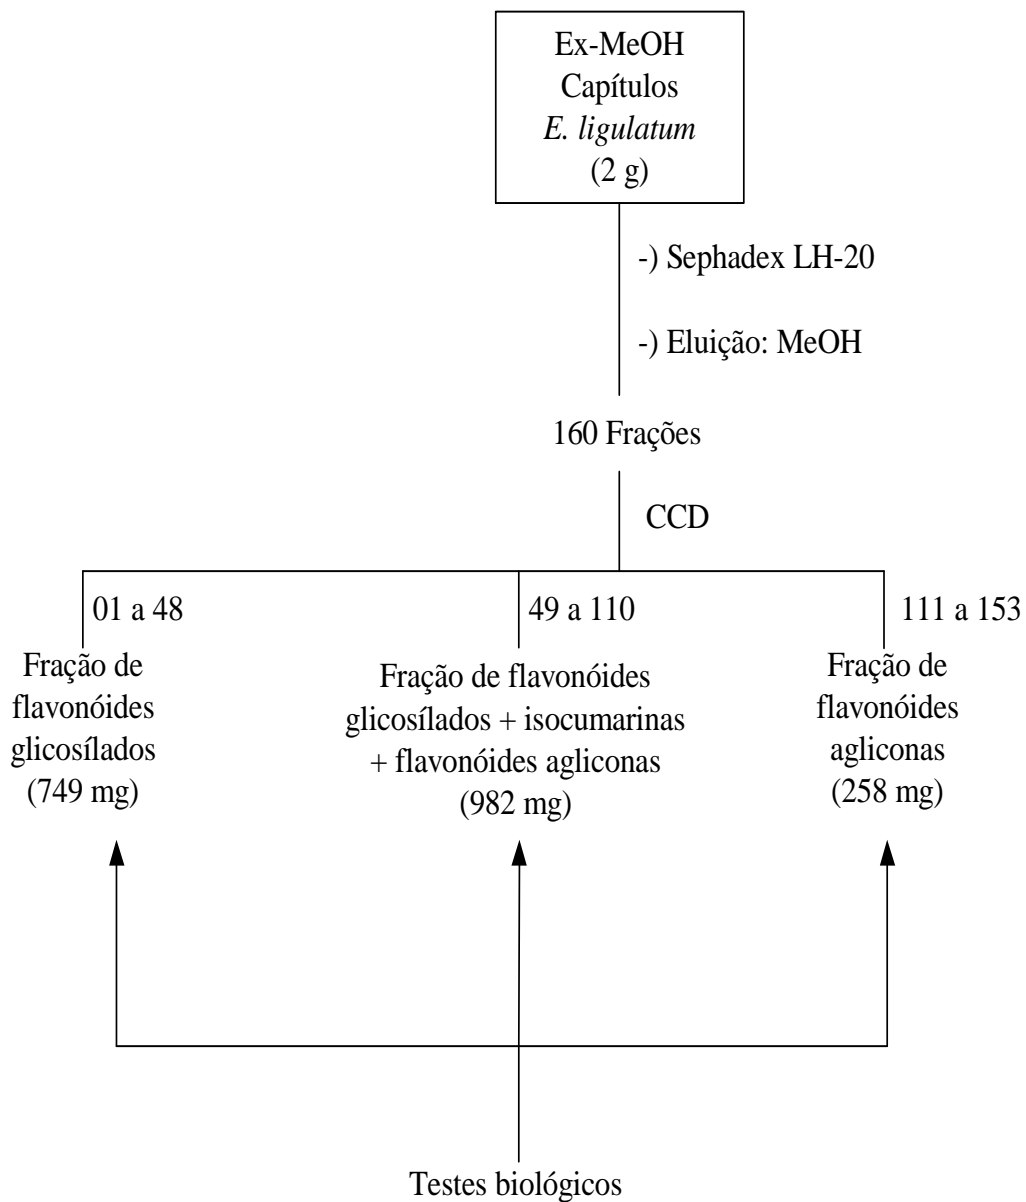 Ex-MeOH
Capítulos
E. ligulatum
(2 g)
-) Sephadex LH-20
-) Eluição: MeOH
160 Frações
CCD
01 a 48
Fração de
flavonóides
glicosílados
(749 mg)
49 a 110
Fração de flavonóides
glicosílados + isocumarinas
+ flavonóides agliconas
(982 mg)
111 a 153
Fração de
flavonóides
agliconas
(258 mg)
Testes biológicos